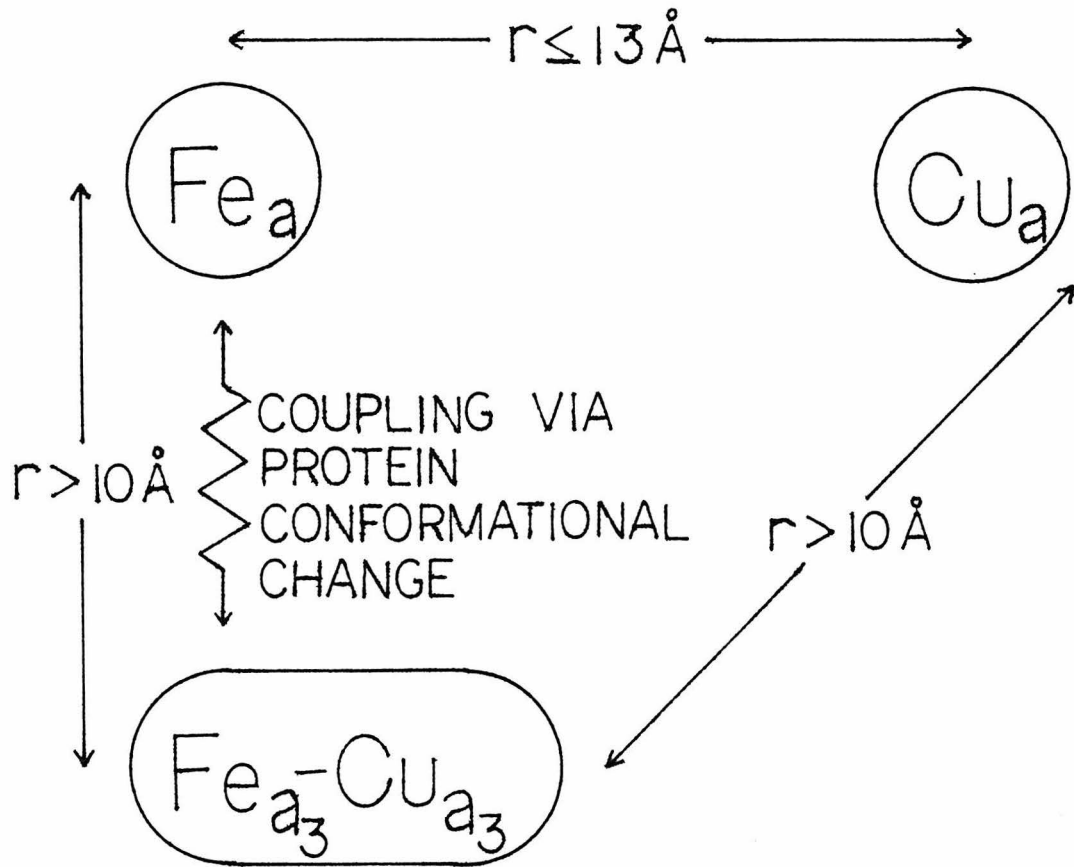 r≤13Å
Fea
Cua
COUPLING VIA
PROTEIN
CONFORMATIONAL
CHANGE
r>10Å
r>10Å
Fea3-Cua3